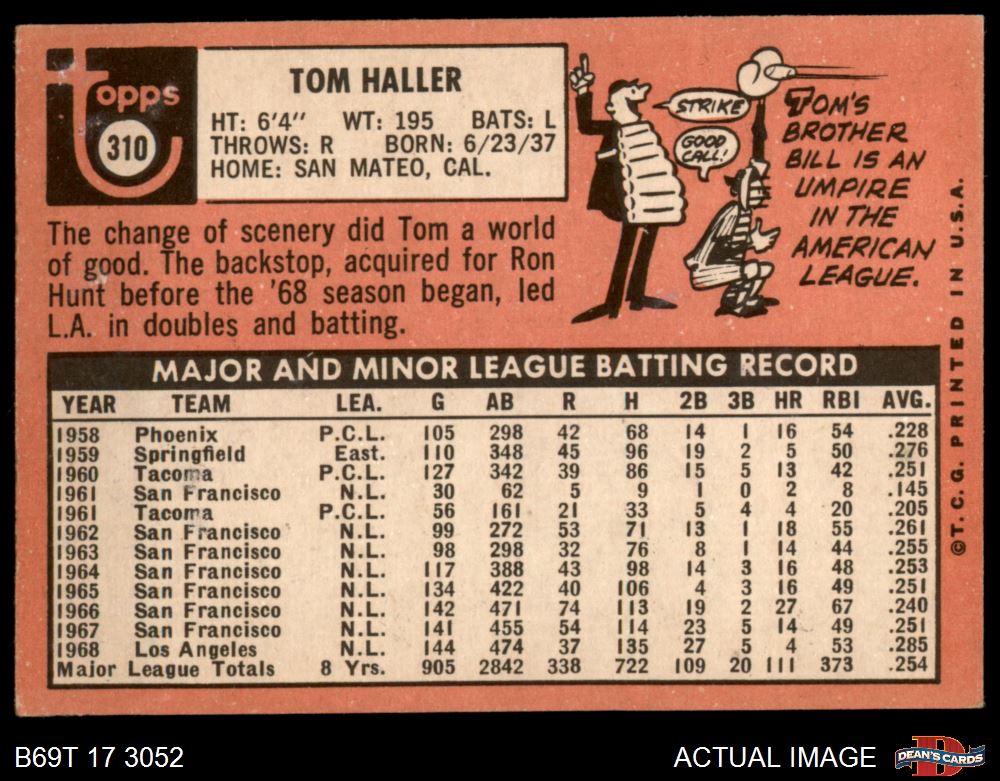 Topps
310
TOM HALLER
HT: 6'4" WT: 195 BATS: L
THROWS: R BORN: 6/23/37
HOME: SAN MATEO, CAL.
STRIKE
GOOD
CALL!
TOM'S
BROTHER
BILL IS AN
UMPIRE
IN THE
AMERICAN
LEAGUE.
The change of scenery did Tom a world
of good. The backstop, acquired for Ron
Hunt before the '68 season began, led
L.A. in doubles and batting.
MAJOR AND MINOR LEAGUE BATTING RECORD
YEAR TEAM LEA. G AB R H 2B 3B HR RBI AVG.
1958 Phoenix P.C.L. 105 298 42 68 14 1 16 54 .228
1959 Springfield East. 110 348 45 96 19 2 5 50 .276
1960 Tacoma P.C.L. 127 342 39 86 15 5 13 42 .251
1961 San Francisco N.L. 30 62 5 9 1 0 2 8 .145
1961 Tacoma P.C.L. 56 161 21 33 5 4 4 20 .205
1962 San Francisco N.L. 99 272 53 71 13 1 18 55 .261
1963 San Francisco N.L. 98 298 32 76 8 1 14 44 .255
1964 San Francisco N.L. 117 388 43 98 14 3 16 48 .253
1965 San Francisco N.L. 134 422 40 106 4 3 16 49 .251
1966 San Francisco N.L. 142 471 74 113 19 2 27 67 .240
1967 San Francisco N.L. 141 455 54 114 23 5 14 49 .251
1968 Los Angeles N.L. 144 474 37 135 27 5 4 53 .285
Major League Totals 8 Yrs. 905 2842 338 722 109 20 111 373 .254
©T.C.G. PRINTED IN U.S.A.
B69T 17 3052
ACTUAL IMAGE
DEAN'S CARDS